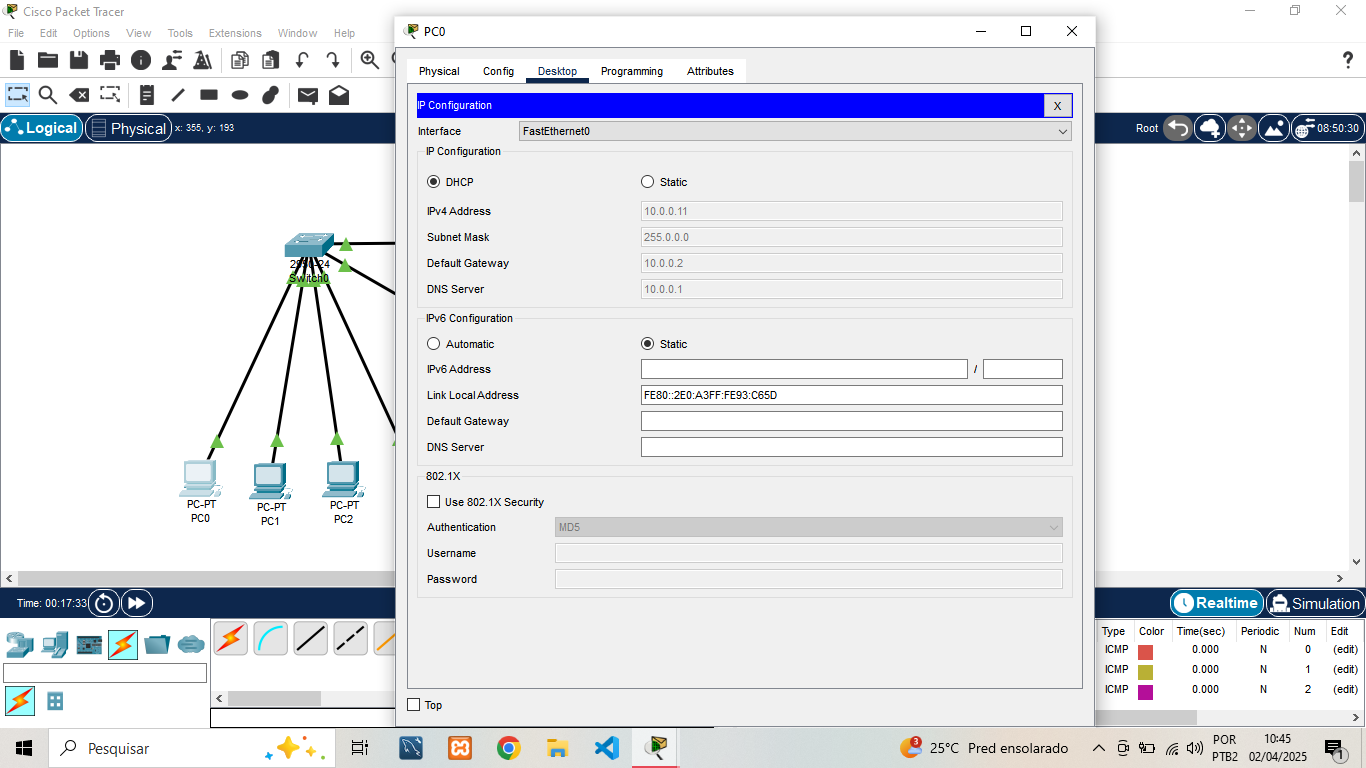 Cisco Packet Tracer
File Edit Options View Tools Extensions Window Help
Logical Physical x: 355, y: 193
Root 08:50:30
Switch0
PC-PT
PC0
PC-PT
PC1
PC-PT
PC2
Time: 00:17:33
PC0
Physical Config Desktop Programming Attributes
IP Configuration X
Interface FastEthernet0
IP Configuration
DHCP Static
IPv4 Address 10.0.0.11
Subnet Mask 255.0.0.0
Default Gateway 10.0.0.2
DNS Server 10.0.0.1
IPv6 Configuration
Automatic Static
IPv6 Address /
Link Local Address FE80::2E0:A3FF:FE93:C65D
Default Gateway
DNS Server
802.1X
Use 802.1X Security
Authentication MD5
Username
Password
Top
Realtime Simulation
Type Color Time(sec) Periodic Num Edit
ICMP 0.000 N 0 (edit)
ICMP 0.000 N 1 (edit)
ICMP 0.000 N 2 (edit)
Pesquisar
3 25°C Pred ensolarado
POR
PTB2
10:45
02/04/2025
1